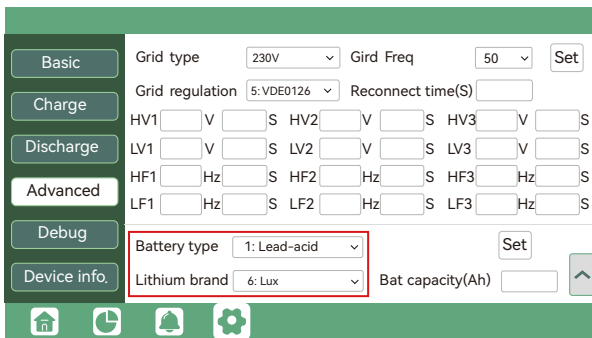 Basic
Charge
Discharge
Advanced
Debug
Device info.
Grid type 230V Gird Freq 50 Set
Grid regulation 5: VDE0126 Reconnect time(S)
HV1 V S HV2 V S HV3 V S
LV1 V S LV2 V S LV3 V S
HF1 Hz S HF2 Hz S HF3 Hz S
LF1 Hz S LF2 Hz S LF3 Hz S
Battery type 1: Lead-acid Set
Lithium brand 6: Lux Bat capacity(Ah)